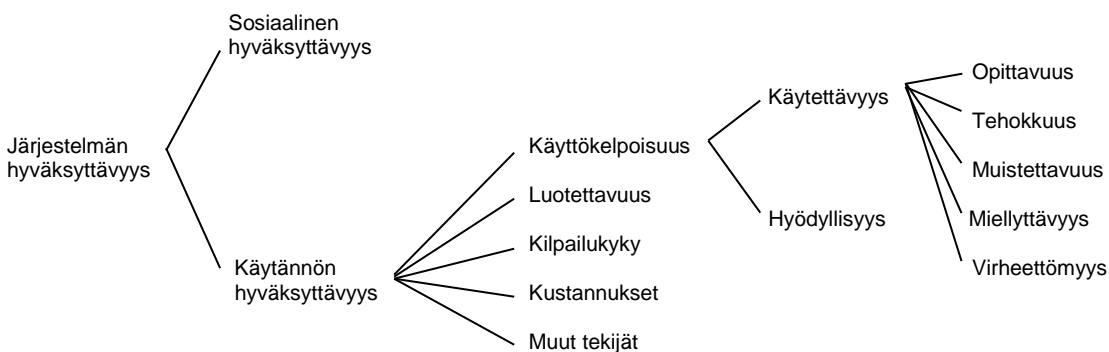 Sosiaalinen
hyväksyttävyys
Järjestelmän
hyväksyttävyys
Käytännön
hyväksyttävyys
Käyttökelpoisuus
Luotettavuus
Kilpailukyky
Kustannukset
Muut tekijät
Käytettävyys
Hyödyllisyys
Opittavuus
Tehokkuus
Muistettavuus
Miellyttävyys
Virheettömyys